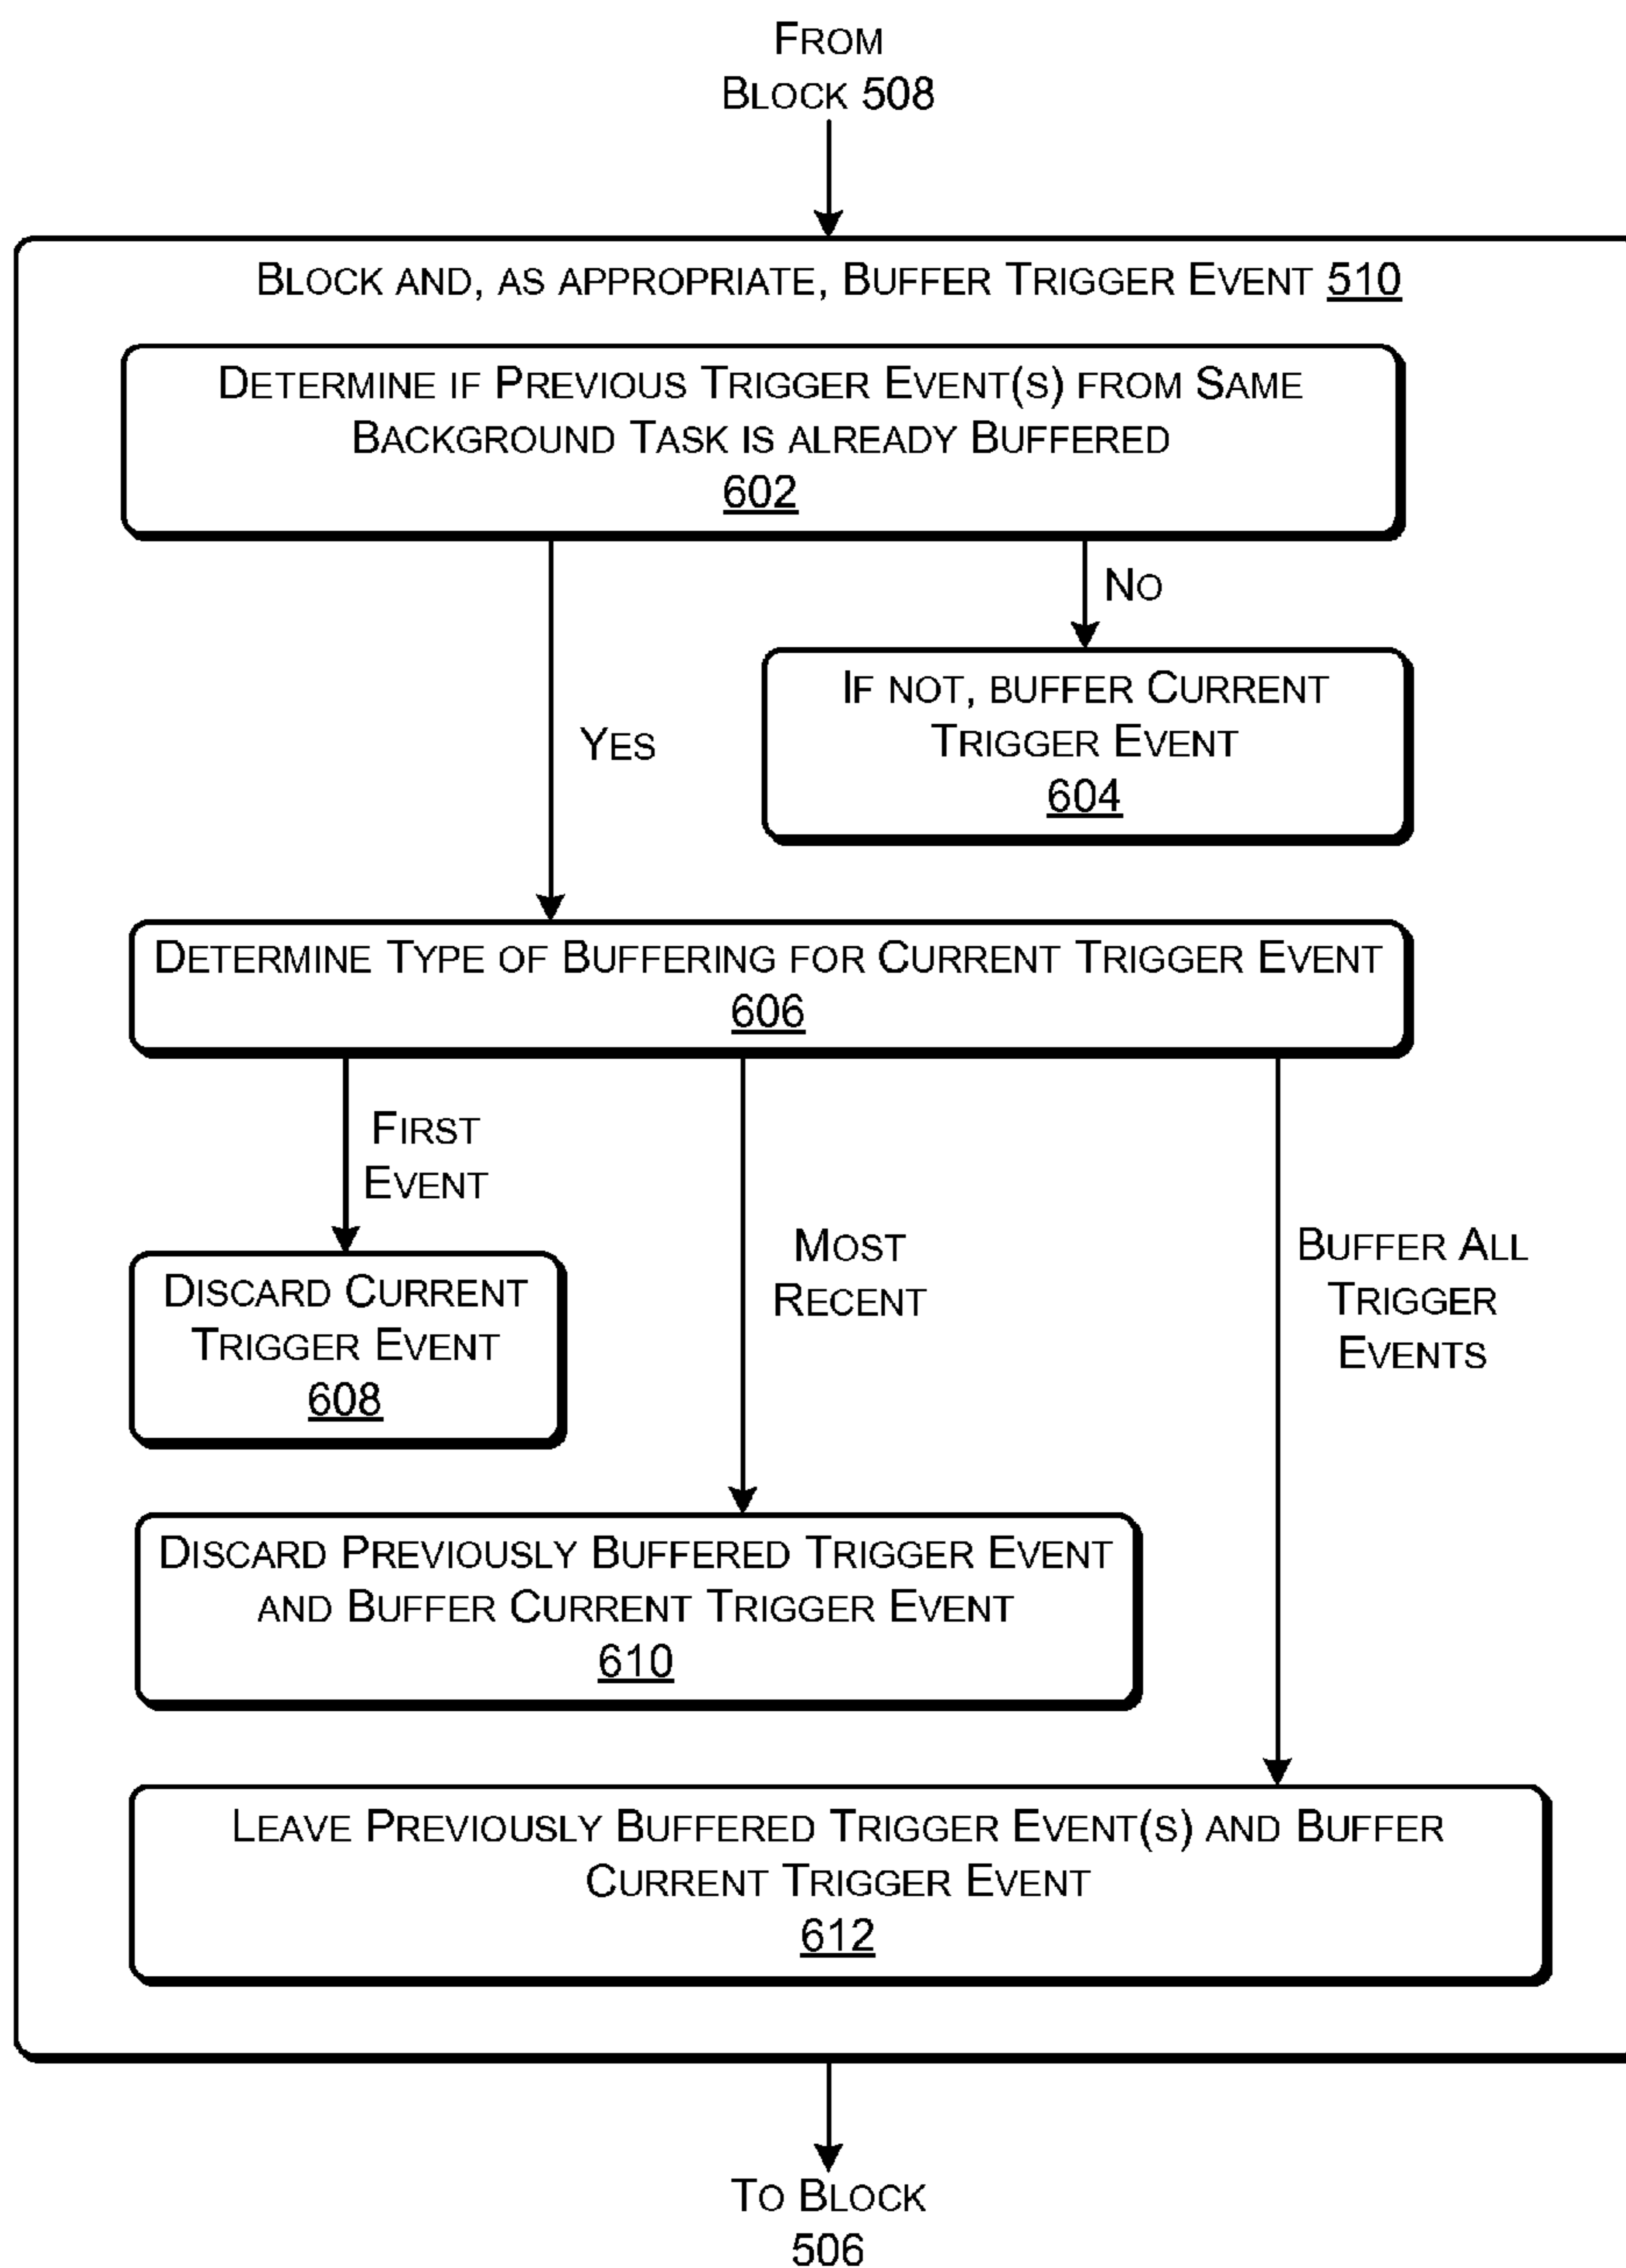 FROM
BLOCK 508
BLOCK AND, AS APPROPRIATE, BUFFER TRIGGER EVENT 510
DETERMINE IF PREVIOUS TRIGGER EVENT(S) FROM SAME
BACKGROUND TASK IS ALREADY BUFFERED
602
NO
IF NOT, BUFFER CURRENT
TRIGGER EVENT
604
YES
DETERMINE TYPE OF BUFFERING FOR CURRENT TRIGGER EVENT
606
FIRST
EVENT
MOST
RECENT
BUFFER ALL
TRIGGER
EVENTS
DISCARD CURRENT
TRIGGER EVENT
608
DISCARD PREVIOUSLY BUFFERED TRIGGER EVENT
AND BUFFER CURRENT TRIGGER EVENT
610
LEAVE PREVIOUSLY BUFFERED TRIGGER EVENT(S) AND BUFFER
CURRENT TRIGGER EVENT
612
TO BLOCK
506